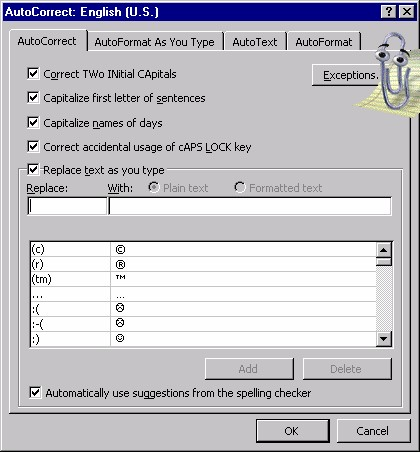 AutoCorrect: English (U.S.)
AutoCorrect AutoFormat As You Type AutoText AutoFormat
Correct TWo INitial CApitals
Exceptions.
Capitalize first letter of sentences
Capitalize names of days
Correct accidental usage of cAPS LOCK key
Replace text as you type
Replace: With: Plain text Formatted text
(c) ©
(r) ®
(tm) ™
... …
:( ☹
:-( ☹
:) ☺
Add Delete
Automatically use suggestions from the spelling checker
OK Cancel